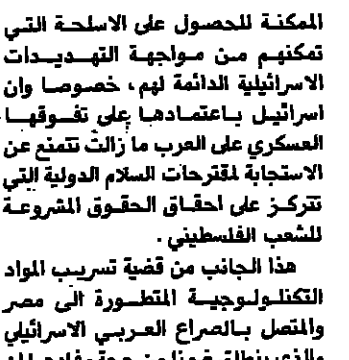 الممكنة للحصول على الاسلحة التي
تمكنهم من مواجهة التهديدات
الاسرائيلية الدائمة لهم، خصوصا وان
اسرائيل باعتمادها على تفوقها
العسكري على العرب ما زالت تتمنع عن
الاستجابة لمقترحات السلام الدولية التي
تتركز على احقاق الحقوق المشروعة
للشعب الفلسطيني.
هذا الجانب من قضية تسريب المواد
التكنلوجية المتطورة الى مصر
والمتصل بالصراع العربي الاسرائيلي